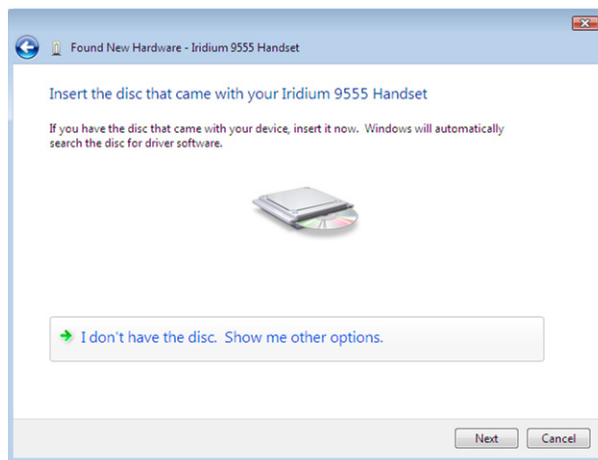 Found New Hardware - Iridium 9555 Handset
Insert the disc that came with your Iridium 9555 Handset
If you have the disc that came with your device, insert it now. Windows will automatically
search the disc for driver software.
I don't have the disc. Show me other options.
Next Cancel